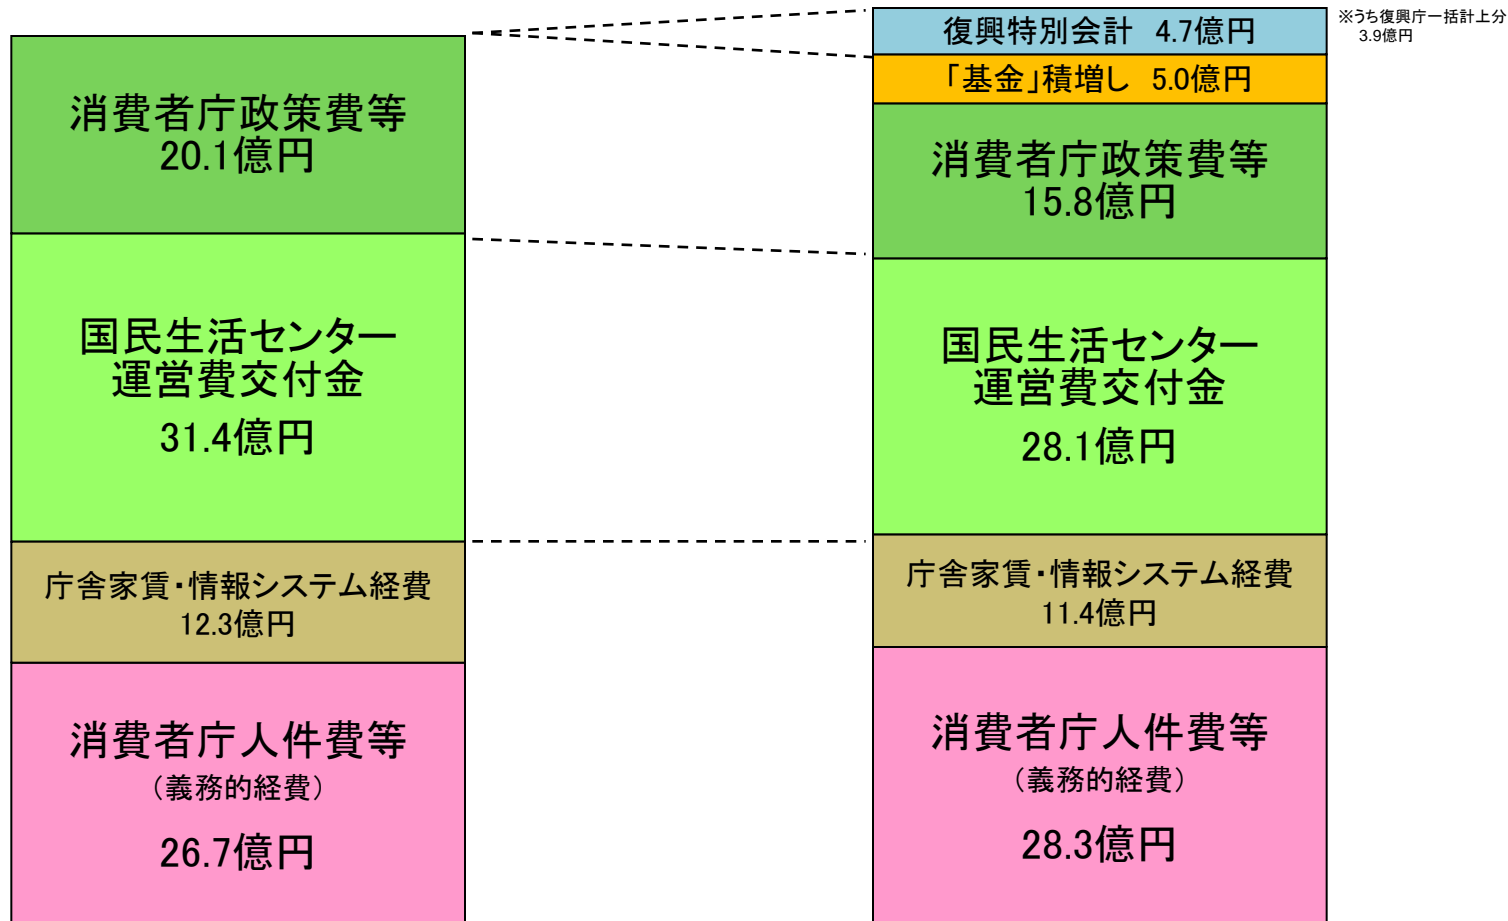 消費者庁政策費等
20.1億円
国民生活センター
運営費交付金
31.4億円
庁舎家賃・情報システム経費
12.3億円
消費者庁人件費等
（義務的経費）
26.7億円
復興特別会計 4.7億円
「基金」積増し 5.0億円
消費者庁政策費等
15.8億円
国民生活センター
運営費交付金
28.1億円
庁舎家賃・情報システム経費
11.4億円
消費者庁人件費等
（義務的経費）
28.3億円
※うち復興庁一括計上分
3.9億円